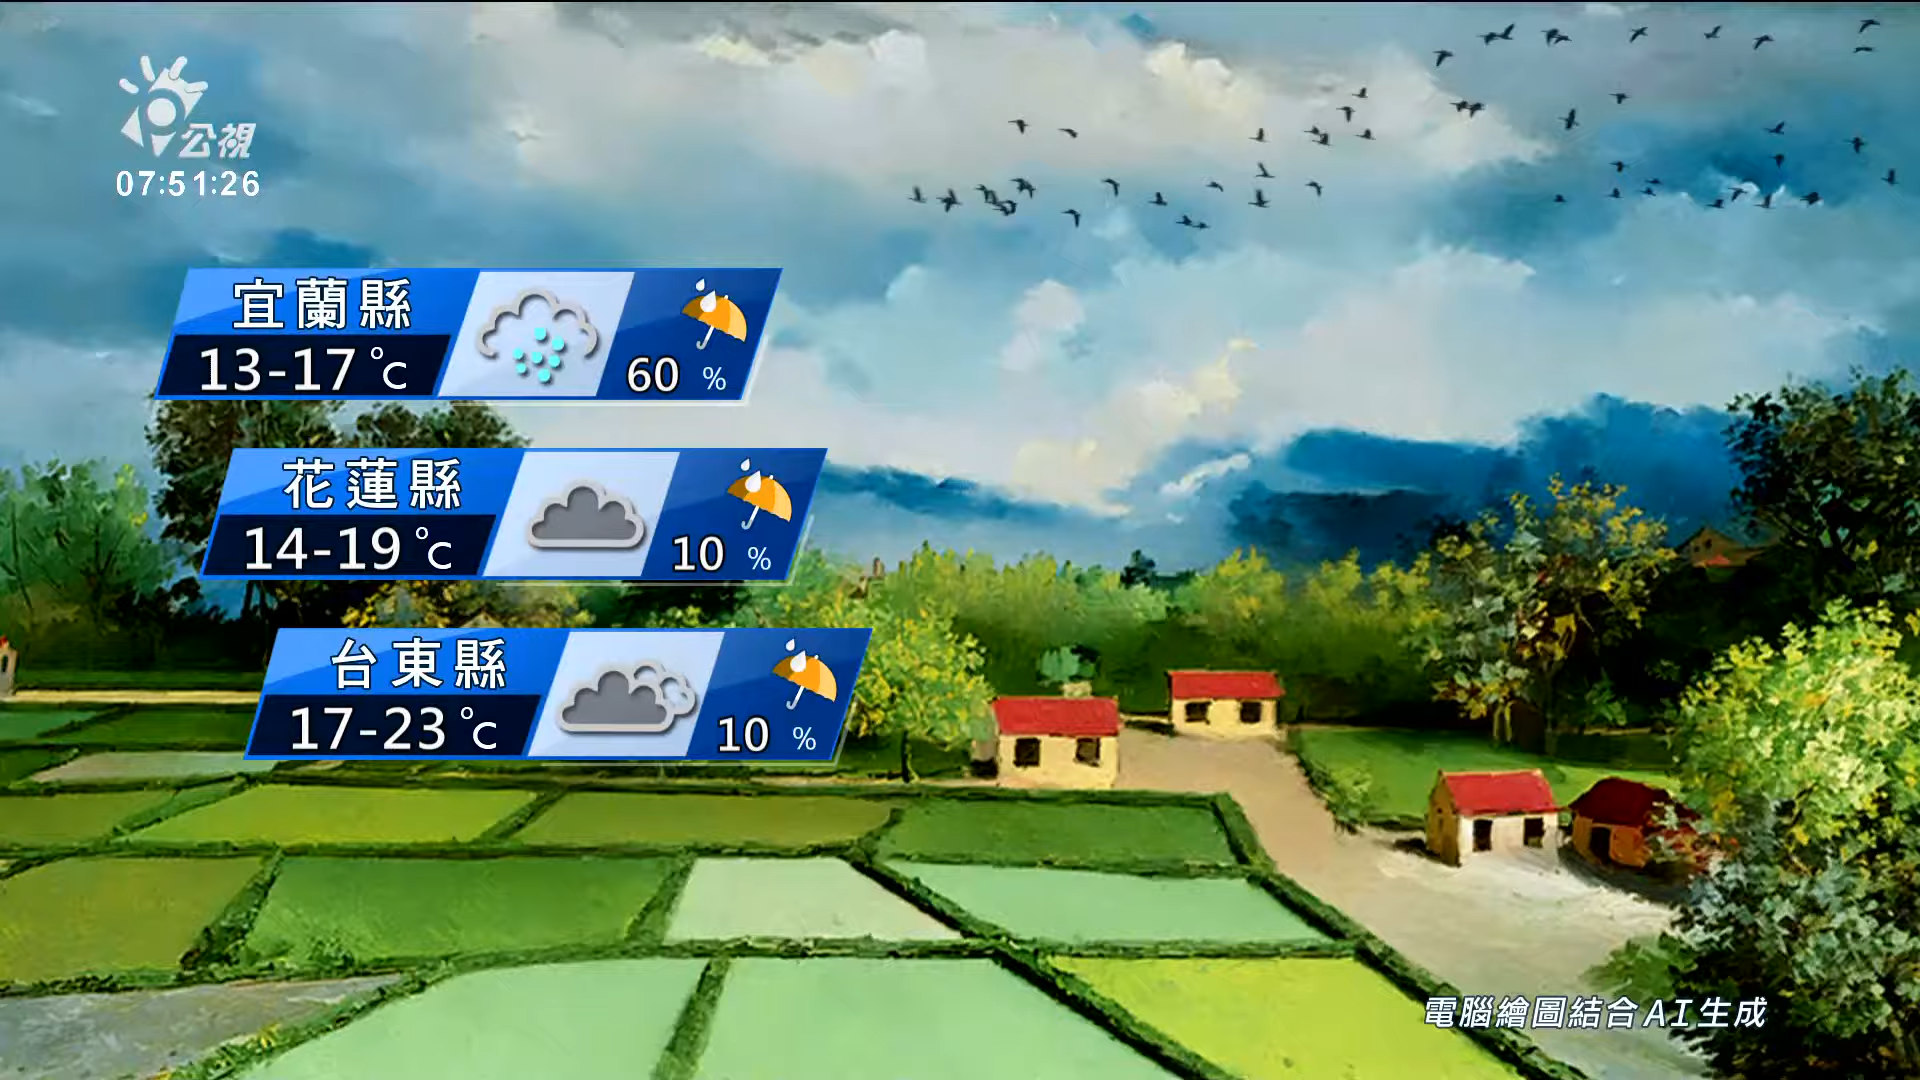 公視
07:51:26
宜蘭縣
13-17℃
60 %
花蓮縣
14-19℃
10 %
台東縣
17-23℃
10 %
電腦繪圖結合AI生成